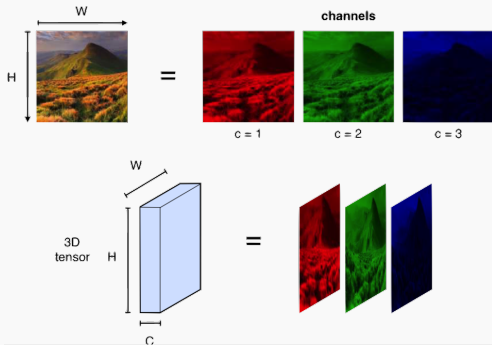 W
channels
H
=
c = 1
c = 2
c = 3
W
3D
tensor
H
=
C